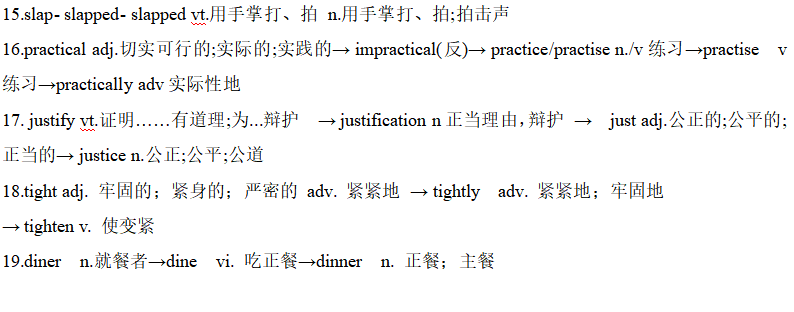 15.slap- slapped- slapped vt.用手掌打、拍 n.用手掌打、拍;拍击声
16.practical adj.切实可行的;实际的;实践的→ impractical(反)→ practice/practise n./v 练习→practise v
练习→practically adv 实际性地
17. justify vt.证明……有道理;为...辩护 → justification n 正当理由,辩护 → just adj.公正的;公平的;
正当的→ justice n.公正;公平;公道
18.tight adj. 牢固的；紧身的；严密的 adv. 紧紧地 → tightly adv. 紧紧地；牢固地
→ tighten v. 使变紧
19.diner n.就餐者→dine vi. 吃正餐→dinner n. 正餐；主餐